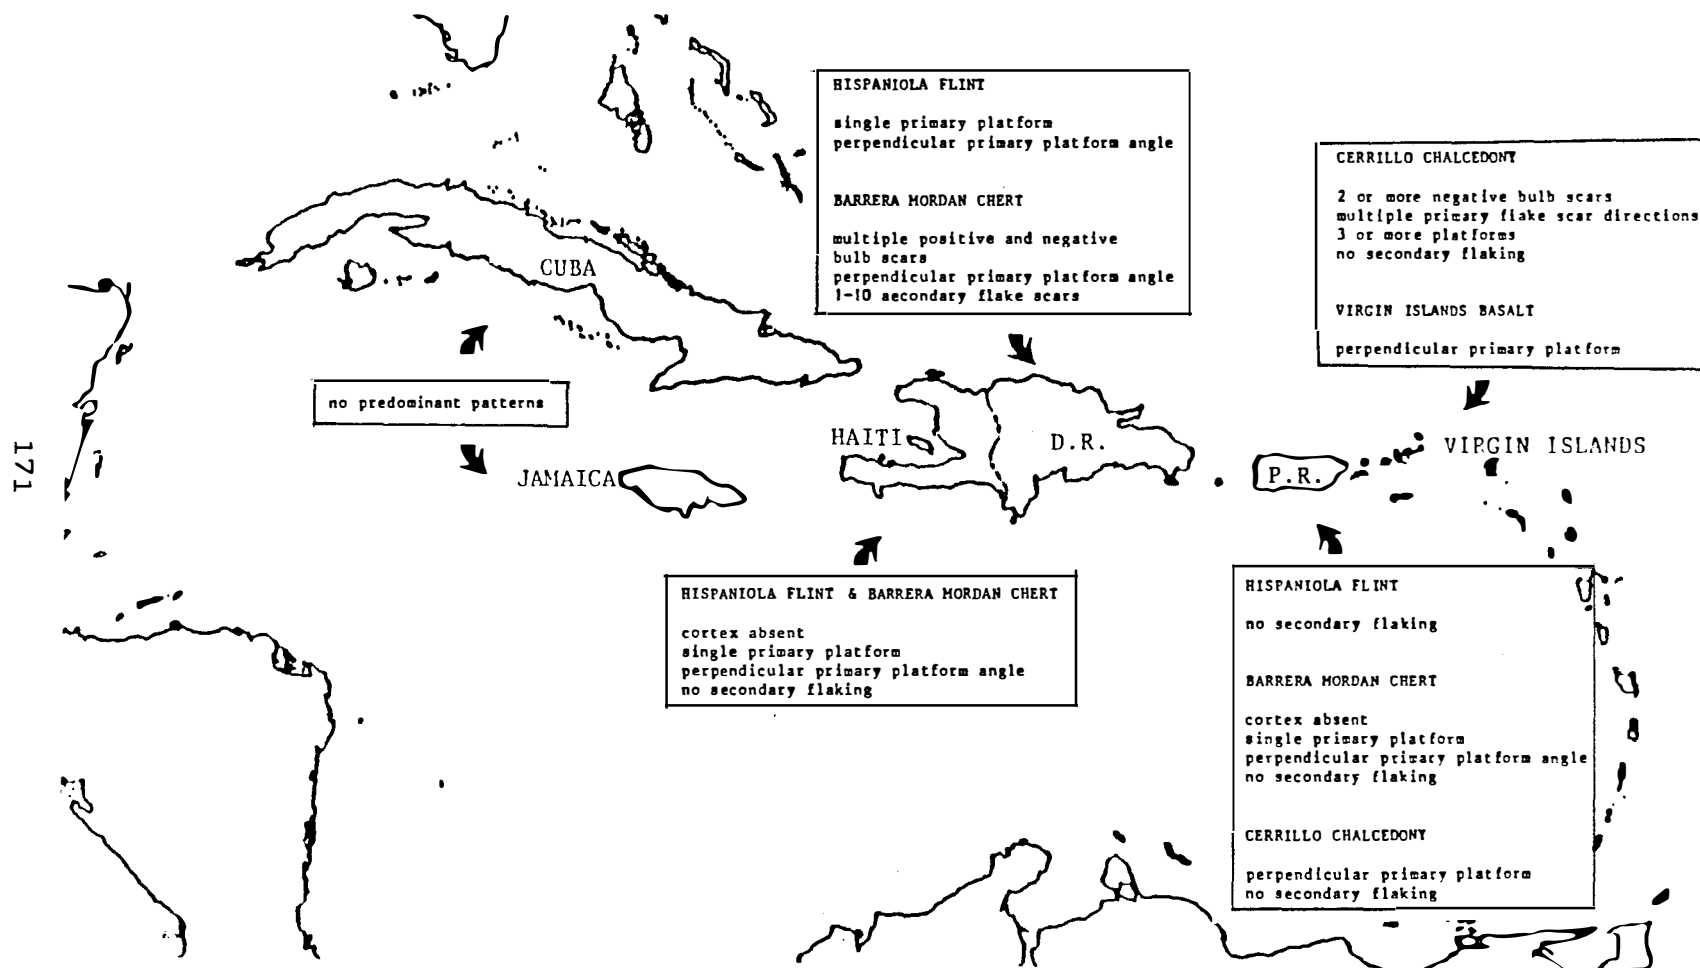 HISPANIOLA FLINT
single primary platform
perpendicular primary platform angle
BARRERA MORDAN CHERT
multiple positive and negative
bulb scars
perpendicular primary platform angle
1-10 aecondary flake scars
CERRILLO CHALCEDONY
2 or more negative bulb scars
multiple primary flake scar directions
3 or more platforms
no secondary flaking
VIRGIN ISLANDS BASALT
perpendicular primary platform
CUBA
no predominant patterns
HAITI
D.R.
VIRGIN ISLANDS
P.R.
JAMAICA
171
HISPANIOLA FLINT & BARRERA MORDAN CHERT
cortex absent
single primary platform
perpendicular primary platform angle
no secondary flaking
HISPANIOLA FLINT
no secondary flaking
BARRERA MORDAN CHERT
cortex absent
single primary platform
perpendicular primary platform angle
no secondary flaking
CERRILLO CHALCEDONY
perpendicular primary platform
no secondary flaking